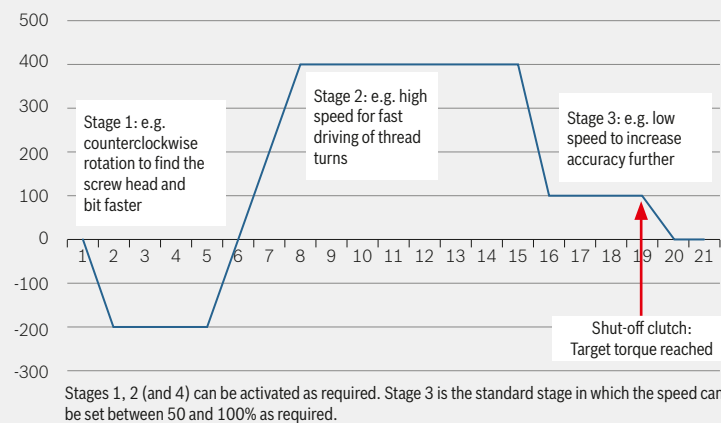 500
400
300
200
100
0
-100
-200
-300
1 2 3 4 5 6 7 8 9 10 11 12 13 14 15 16 17 18 19 20 21
Stage 1: e.g.
counterclockwise
rotation to find the
screw head and
bit faster
Stage 2: e.g. high
speed for fast
driving of thread
turns
Stage 3: e.g. low
speed to increase
accuracy further
Shut-off clutch:
Target torque reached
Stages 1, 2 (and 4) can be activated as required. Stage 3 is the standard stage in which the speed can
be set between 50 and 100% as required.